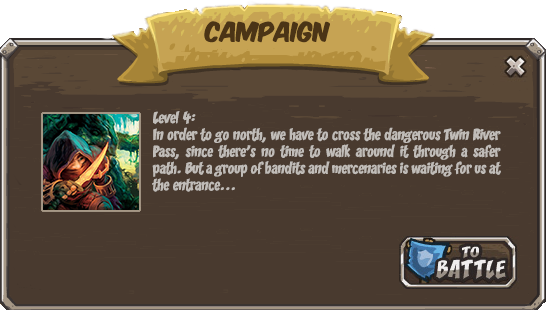 CAMPAIGN
Level 4:
In order to go north, we have to cross the dangerous Twin River
Pass, since there's no time to walk around it through a safer
path. But a group of bandits and mercenaries is waiting for us at
the entrance...
TO
BATTLE